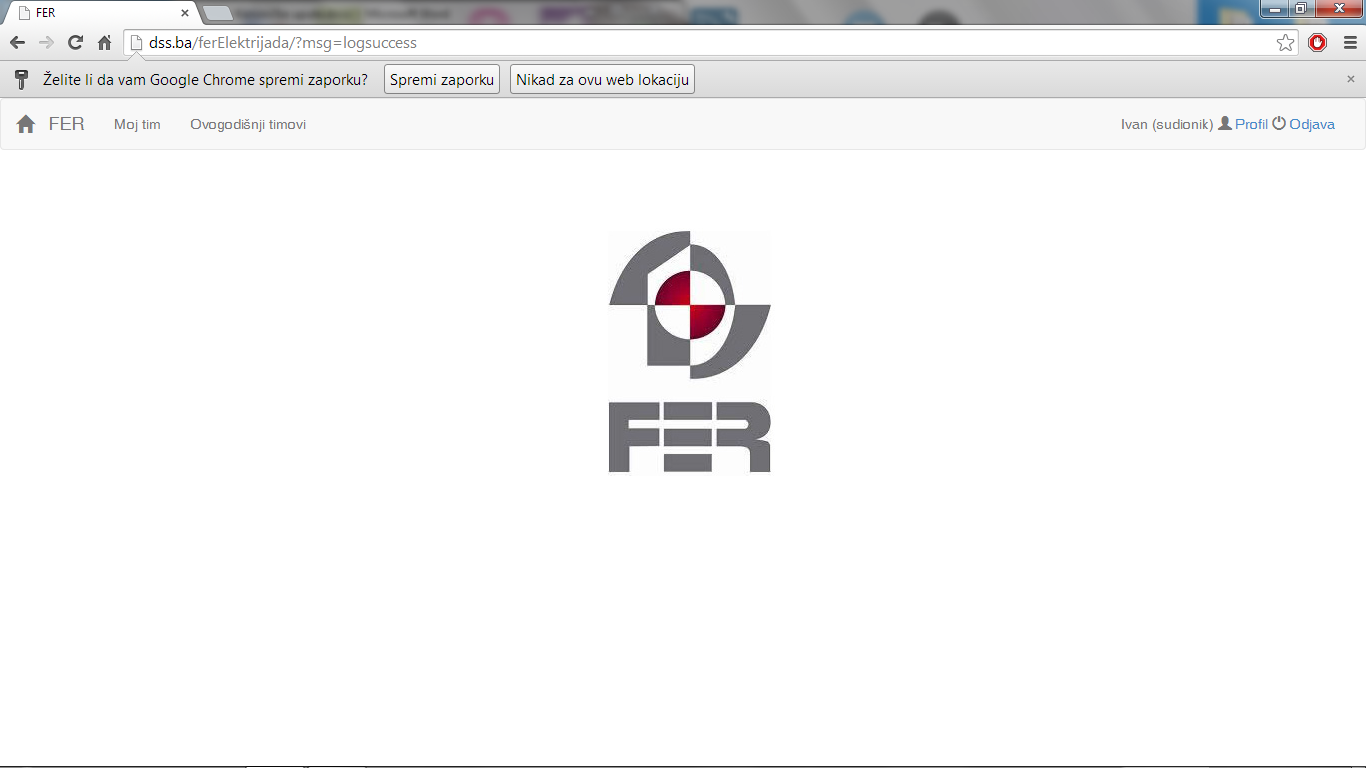 FER
dss.ba/ferElektrijada/?msg=logsuccess
Želite li da vam Google Chrome spremi zaporku? Spremi zaporku Nikad za ovu web lokaciju
FER Moj tim Ovogodišnji timovi Ivan (sudionik) Profil Odjava
FER